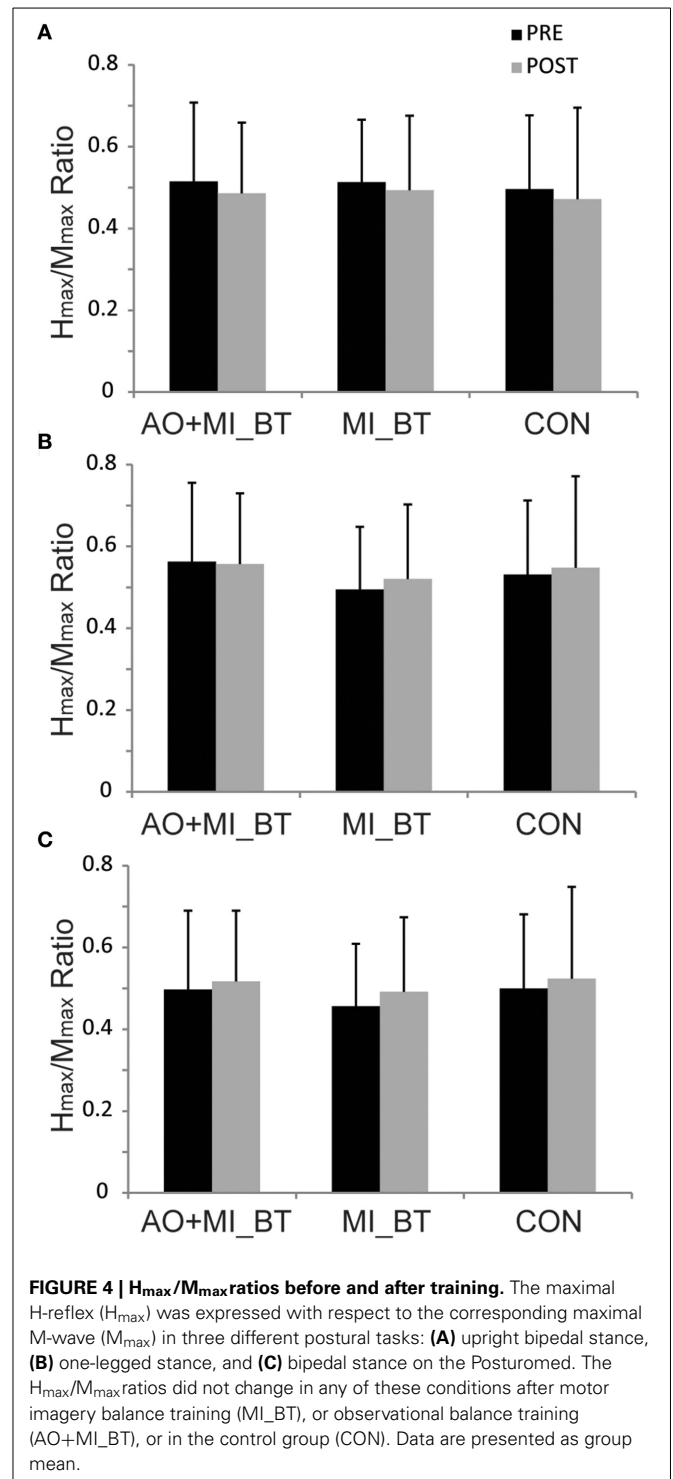 A
PRE
POST
0.8
0.6
0.4
0.2
0
Hmax/Mmax Ratio
AO+MI_BT MI_BT CON
B
0.8
0.6
0.4
0.2
0
Hmax/Mmax Ratio
AO+MI_BT MI_BT CON
C
0.8
0.6
0.4
0.2
0
Hmax/Mmax Ratio
AO+MI_BT MI_BT CON
FIGURE 4 | Hmax/Mmax ratios before and after training. The maximal
H-reflex (Hmax) was expressed with respect to the corresponding maximal
M-wave (Mmax) in three different postural tasks: (A) upright bipedal stance,
(B) one-legged stance, and (C) bipedal stance on the Posturomed. The
Hmax/Mmax ratios did not change in any of these conditions after motor
imagery balance training (MI_BT), or observational balance training
(AO+MI_BT), or in the control group (CON). Data are presented as group
mean.